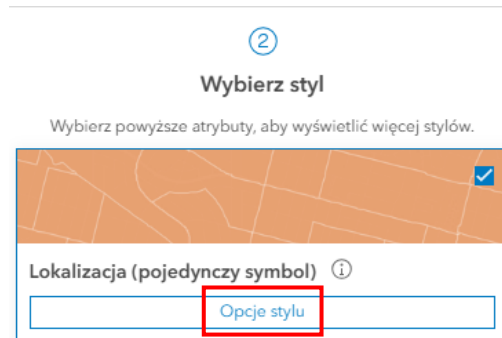 2
Wybierz styl
Wybierz powyższe atrybuty, aby wyświetlić więcej stylów.
Lokalizacja (pojedynczy symbol) i
Opcje stylu